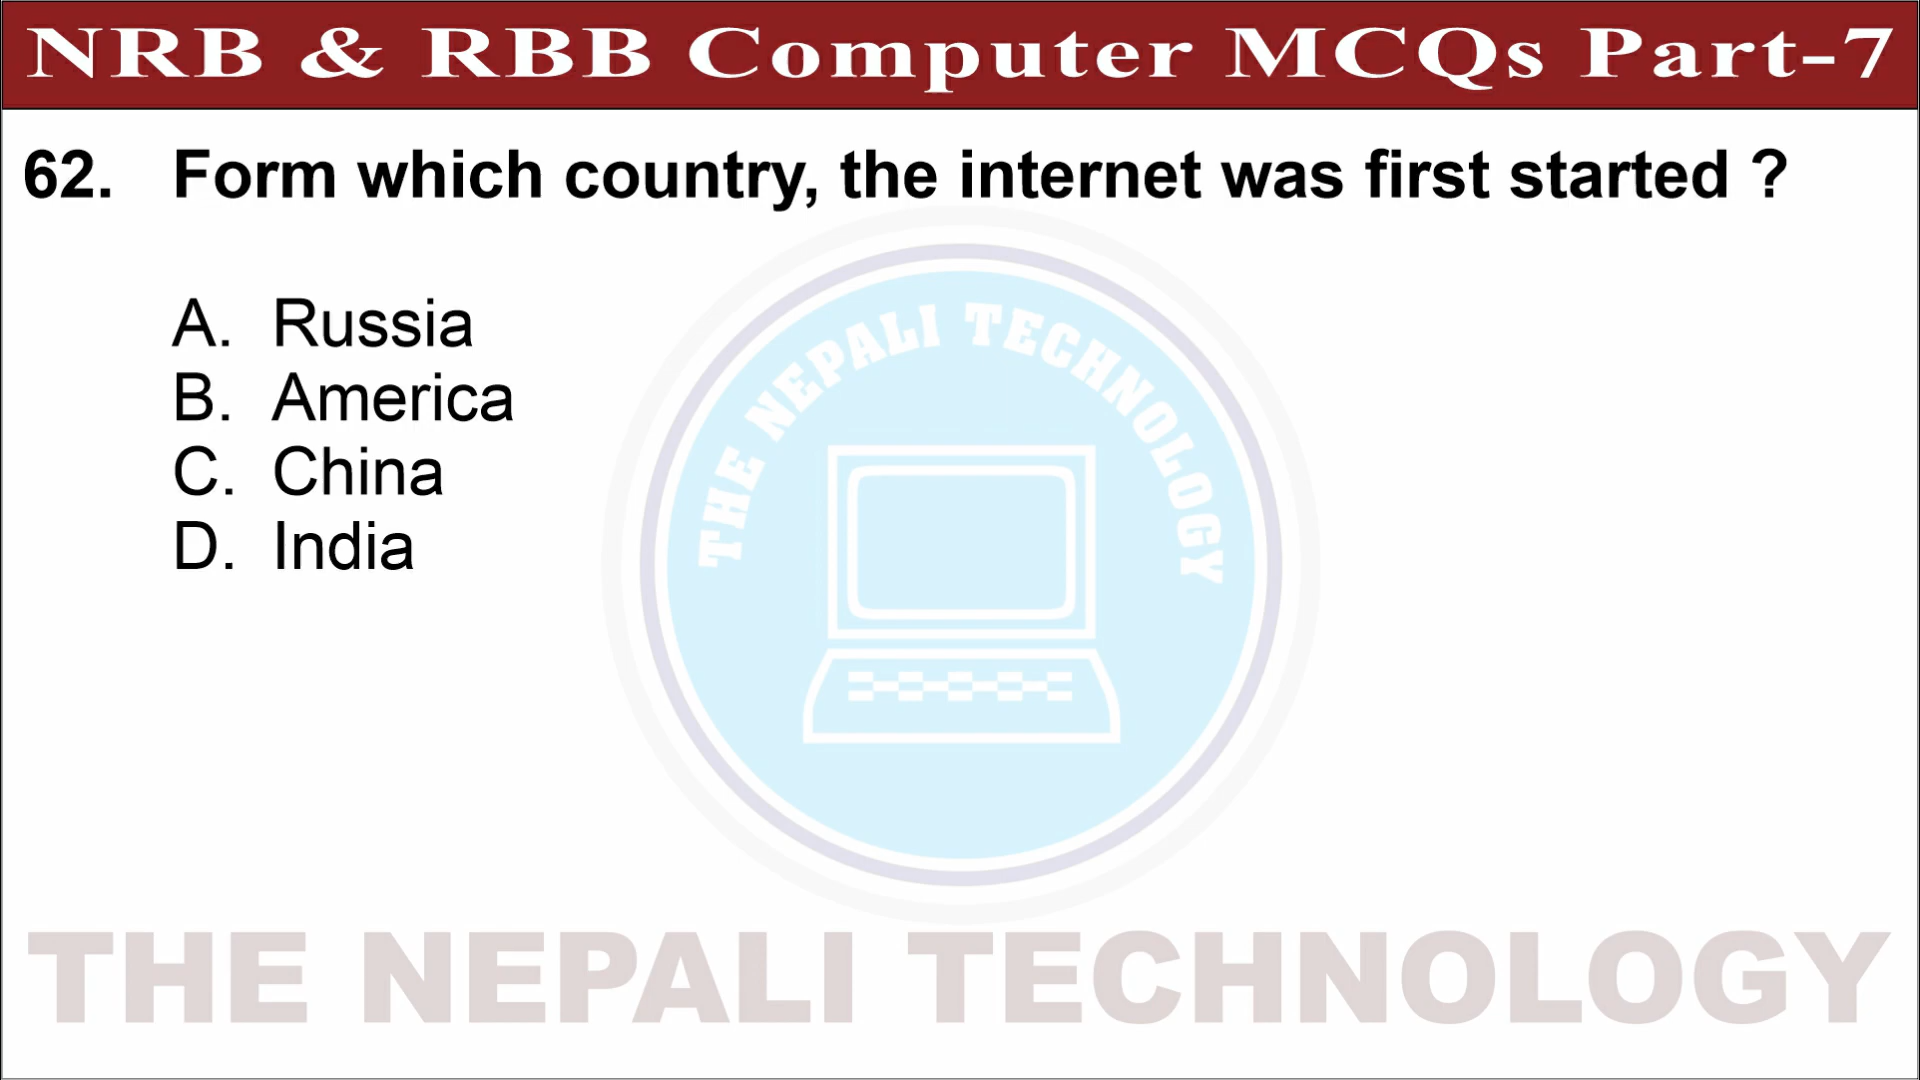 NRB & RBB Computer MCQs Part-7
62. Form which country, the internet was first started ?
A. Russia
B. America
C. China
D. India
THE NEPALI TECHNOLOGY
THE NEPALI TECHNOLOGY